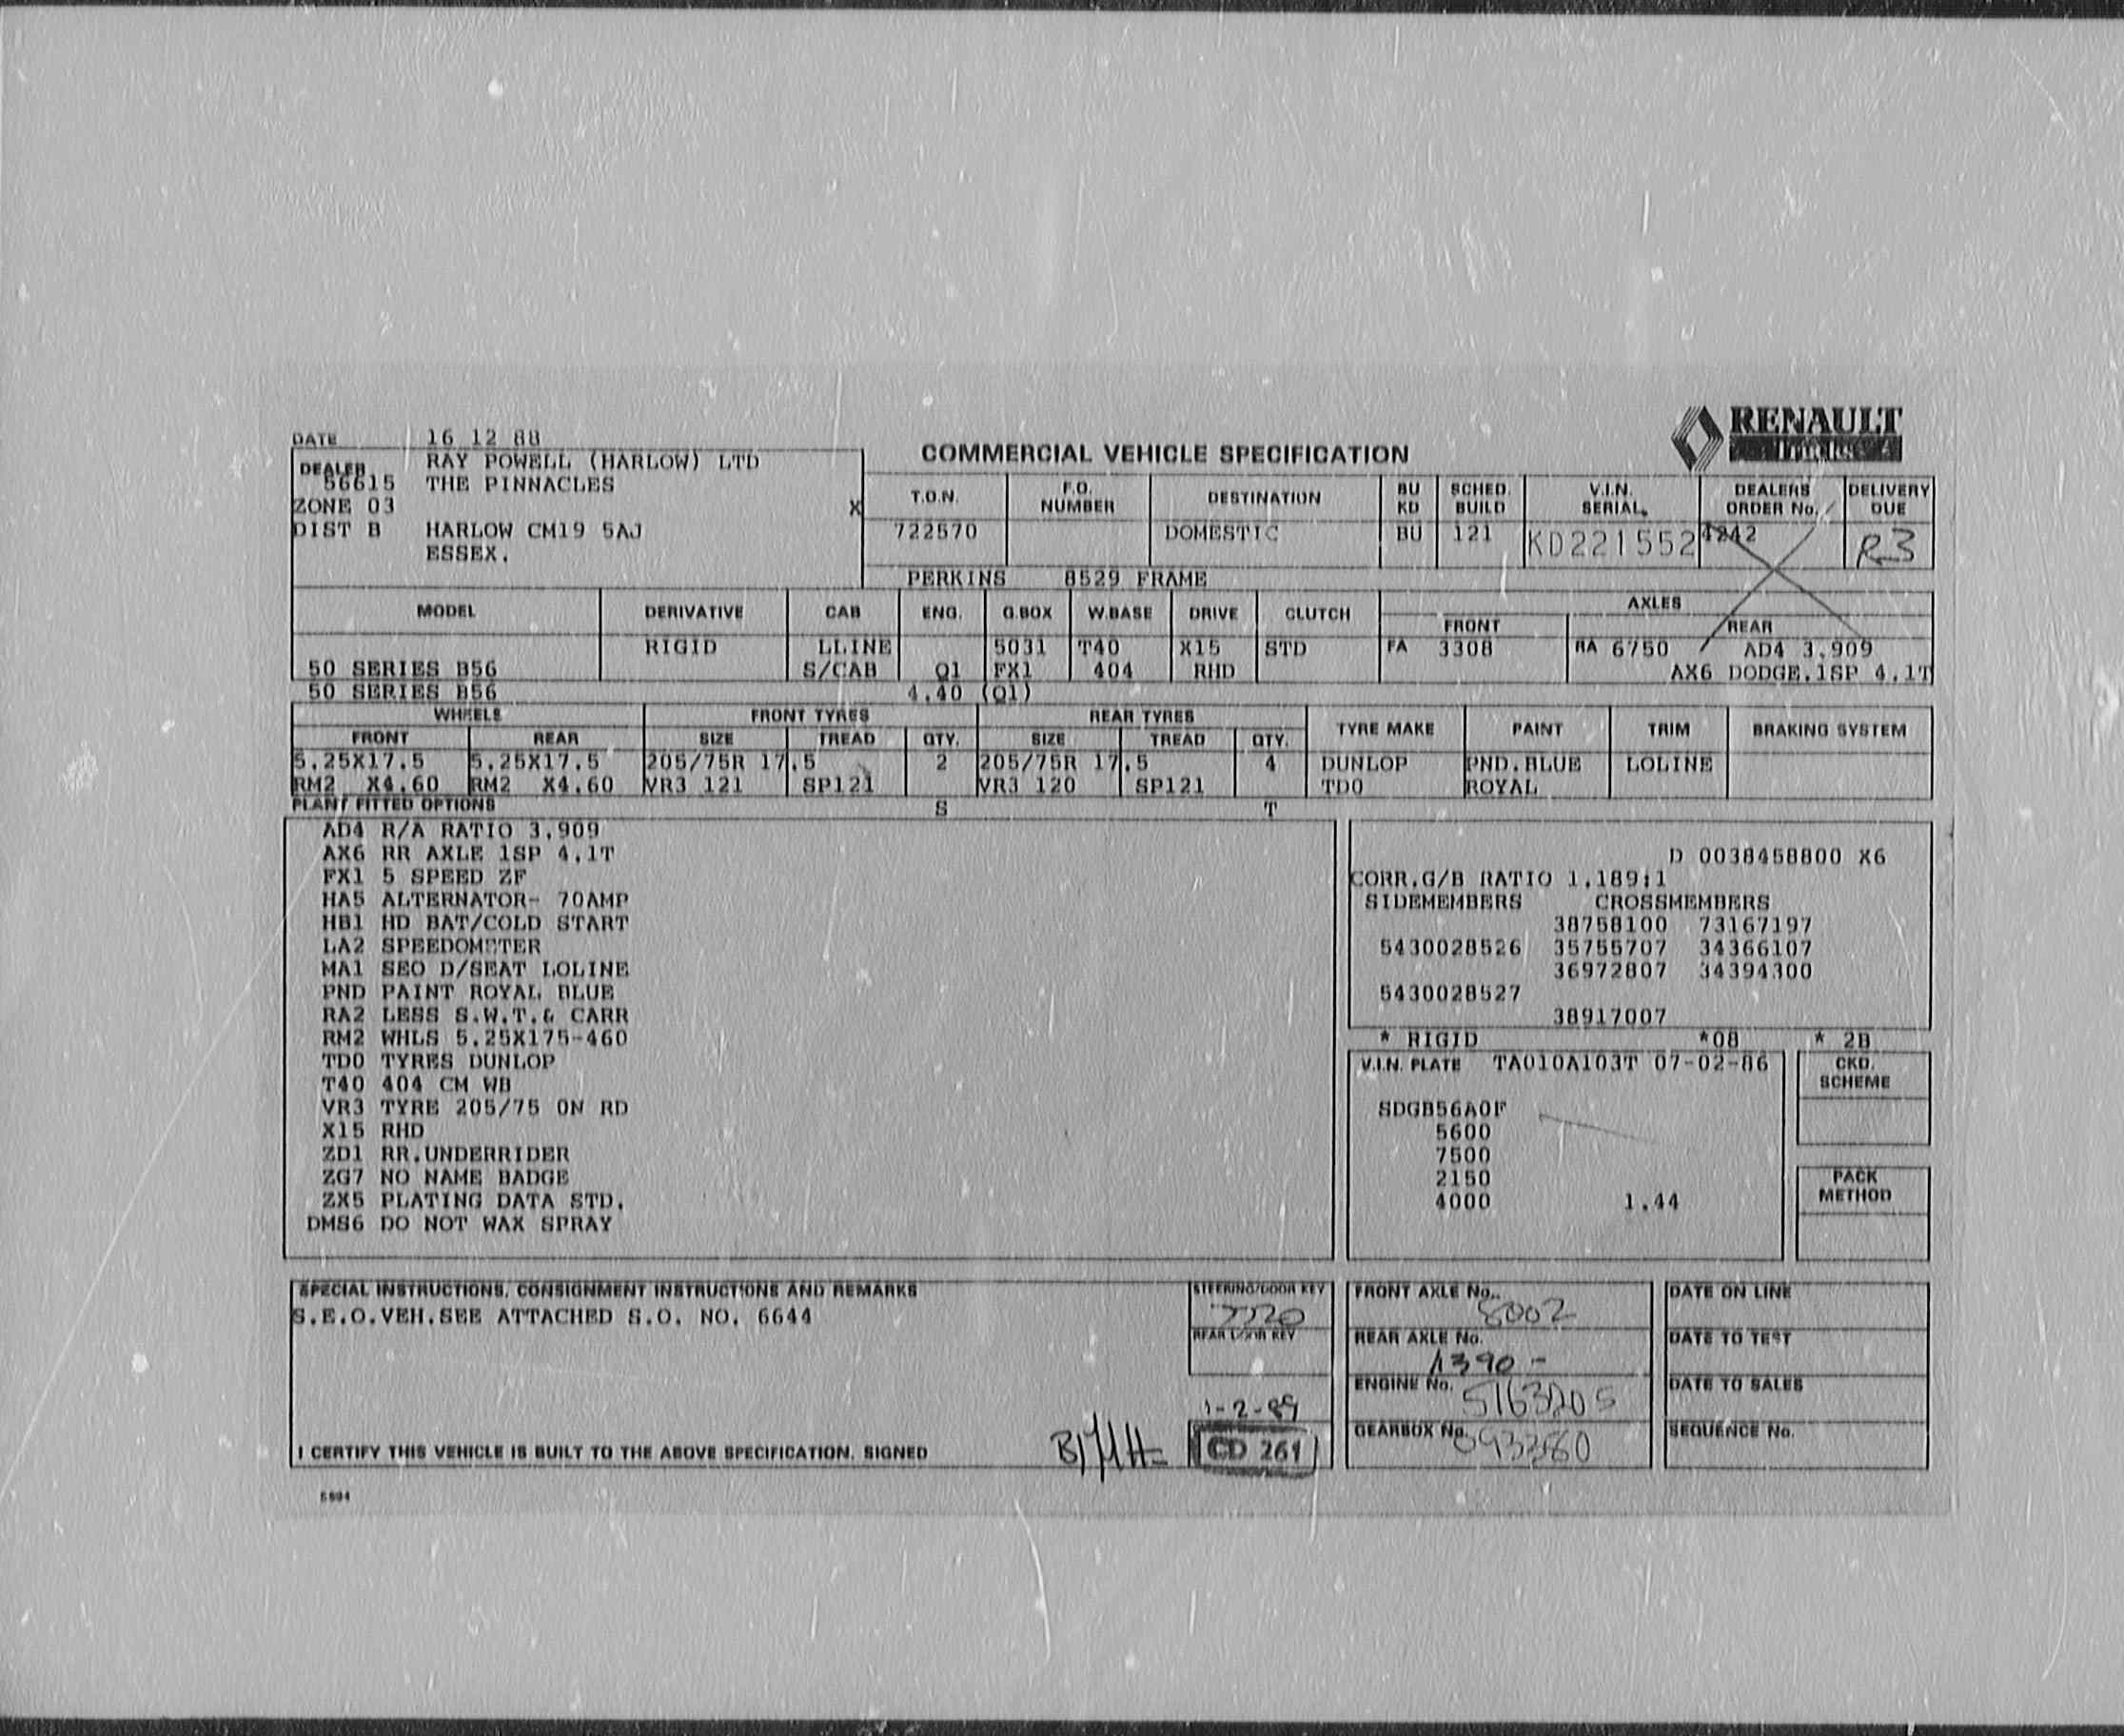 RENAULT
TRUCKS
DATE 16 12 88
COMMERCIAL VEHICLE SPECIFICATION
DEALER RAY POWELL (HARLOW) LTD
56615 THE PINNACLES
ZONE 03 X
DIST B HARLOW CM19 5AJ
ESSEX.
T.O.N. F.O. NUMBER DESTINATION BU KD SCHED. BUILD V.I.N. SERIAL. DEALERS ORDER No. DELIVERY DUE
722570 DOMESTIC BU 121 KD221552 4242 R3
PERKINS 8529 FRAME
MODEL DERIVATIVE CAB ENG. G.BOX W.BASE DRIVE CLUTCH AXLES
FRONT REAR
RIGID LLINE 5031 T40 X15 STD FA 3308 RA 6750 AD4 3.909
50 SERIES B56 S/CAB Q1 FX1 404 RHD AX6 DODGE.1SP 4.1T
50 SERIES B56 4.40 (Q1)
WHEELS FRONT TYRES REAR TYRES TYRE MAKE PAINT TRIM BRAKING SYSTEM
FRONT REAR SIZE TREAD QTY. SIZE TREAD QTY.
5.25X17.5 5.25X17.5 205/75R 17.5 2 205/75R 17.5 4 DUNLOP PND.BLUE LOLINE
RM2 X4.60 RM2 X4.60 VR3 121 SP121 VR3 120 SP121 TD0 ROYAL
PLANT FITTED OPTIONS S T
AD4 R/A RATIO 3.909
AX6 RR AXLE 1SP 4.1T
FX1 5 SPEED ZF
HA5 ALTERNATOR- 70AMP
HB1 HD BAT/COLD START
LA2 SPEEDOMETER
MA1 SEO D/SEAT LOLINE
PND PAINT ROYAL BLUE
RA2 LESS S.W.T.& CARR
RM2 WHLS 5.25X175-460
TD0 TYRES DUNLOP
T40 404 CM WB
VR3 TYRE 205/75 ON RD
X15 RHD
ZD1 RR.UNDERRIDER
ZG7 NO NAME BADGE
ZX5 PLATING DATA STD.
DMS6 DO NOT WAX SPRAY
D 0038458800 X6
CORR.G/B RATIO 1.189:1
SIDEMEMBERS CROSSMEMBERS
38758100 73167197
5430028526 35755707 34366107
36972807 34394300
5430028527
38917007
* RIGID *08 * 2B
V.I.N. PLATE TA010A103T 07-02-86
SDGB56A0F
5600
7500
2150
4000 1.44
CKD. SCHEME
PACK METHOD
SPECIAL INSTRUCTIONS, CONSIGNMENT INSTRUCTIONS AND REMARKS
S.E.O.VEH.SEE ATTACHED S.O. NO. 6644
STEERING/DOOR KEY
REAR DOOR KEY
1-2-89
CD 261
I CERTIFY THIS VEHICLE IS BUILT TO THE ABOVE SPECIFICATION. SIGNED
FRONT AXLE No. 8002
REAR AXLE No. 1390 -
ENGINE No.
GEARBOX No.
DATE ON LINE
DATE TO TEST
DATE TO SALES
SEQUENCE No.